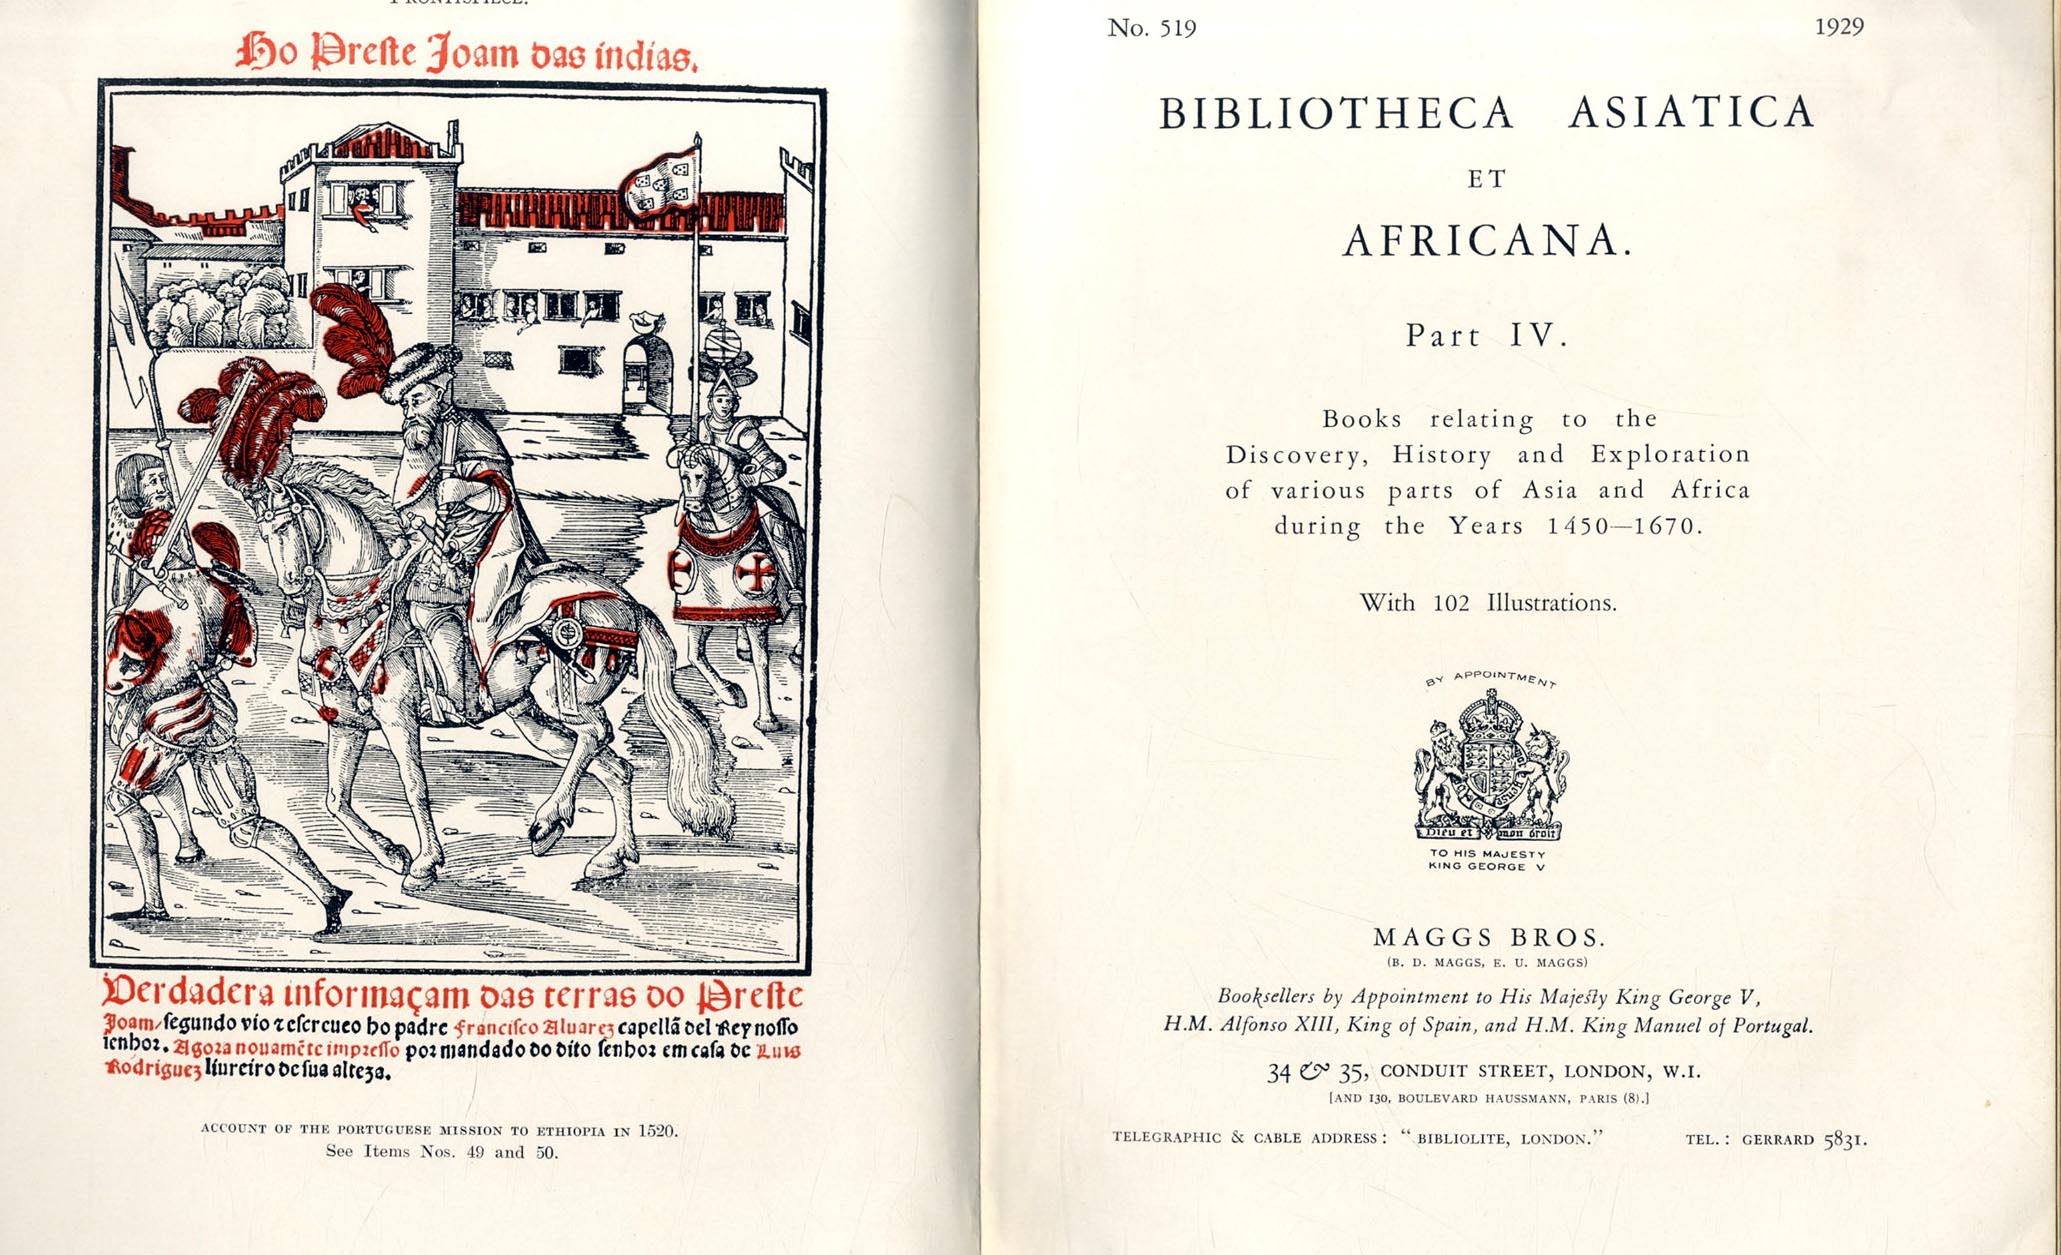 FRONTISPIECE.
Ho Preste Joam das indias.
Verdadera informaçam das terras do Preste
Joam/segundo vio ⁊ escreueo ho padre Francisco Aluarez capellã del Rey nosso
senhor. Agora nouamẽte impresso por mandado do dito senhor em casa de Luis
Rodriguez liureiro de sua alteza.
ACCOUNT OF THE PORTUGUESE MISSION TO ETHIOPIA IN 1520.
See Items Nos. 49 and 50.
No. 519 1929
BIBLIOTHECA ASIATICA
ET
AFRICANA.
Part IV.
Books relating to the
Discovery, History and Exploration
of various parts of Asia and Africa
during the Years 1450—1670.
With 102 Illustrations.
BY APPOINTMENT
Dieu et mon droit
TO HIS MAJESTY
KING GEORGE V
MAGGS BROS.
(B. D. MAGGS, E. U. MAGGS)
Booksellers by Appointment to His Majesty King George V,
H.M. Alfonso XIII, King of Spain, and H.M. King Manuel of Portugal.
34 & 35, CONDUIT STREET, LONDON, W.1.
[AND 130, BOULEVARD HAUSSMANN, PARIS (8).]
TELEGRAPHIC & CABLE ADDRESS: "BIBLIOLITE, LONDON." TEL.: GERRARD 5831.